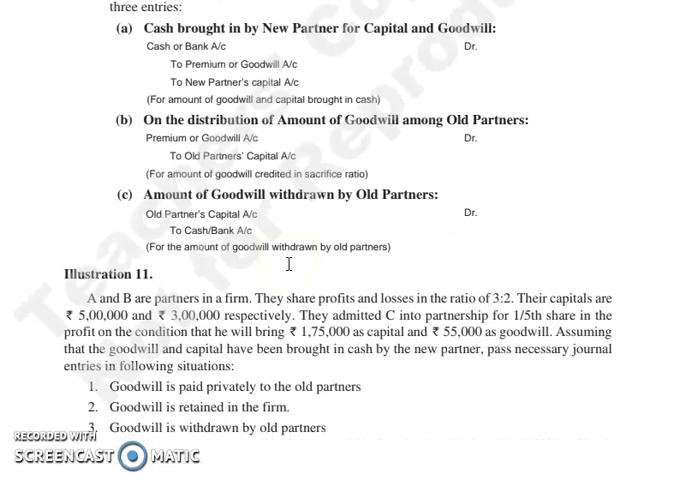 three entries:
(a) Cash brought in by New Partner for Capital and Goodwill:
Cash or Bank A/c Dr.
To Premium or Goodwill A/c
To New Partner's capital A/c
(For amount of goodwill and capital brought in cash)
(b) On the distribution of Amount of Goodwill among Old Partners:
Premium or Goodwill A/c Dr.
To Old Partners' Capital A/c
(For amount of goodwill credited in sacrifice ratio)
(c) Amount of Goodwill withdrawn by Old Partners:
Old Partner's Capital A/c Dr.
To Cash/Bank A/c
(For the amount of goodwill withdrawn by old partners)
Illustration 11.
A and B are partners in a firm. They share profits and losses in the ratio of 3:2. Their capitals are
₹ 5,00,000 and ₹ 3,00,000 respectively. They admitted C into partnership for 1/5th share in the
profit on the condition that he will bring ₹ 1,75,000 as capital and ₹ 55,000 as goodwill. Assuming
that the goodwill and capital have been brought in cash by the new partner, pass necessary journal
entries in following situations:
1. Goodwill is paid privately to the old partners
2. Goodwill is retained in the firm.
3. Goodwill is withdrawn by old partners
RECORDED WITH
SCREENCAST MATIC